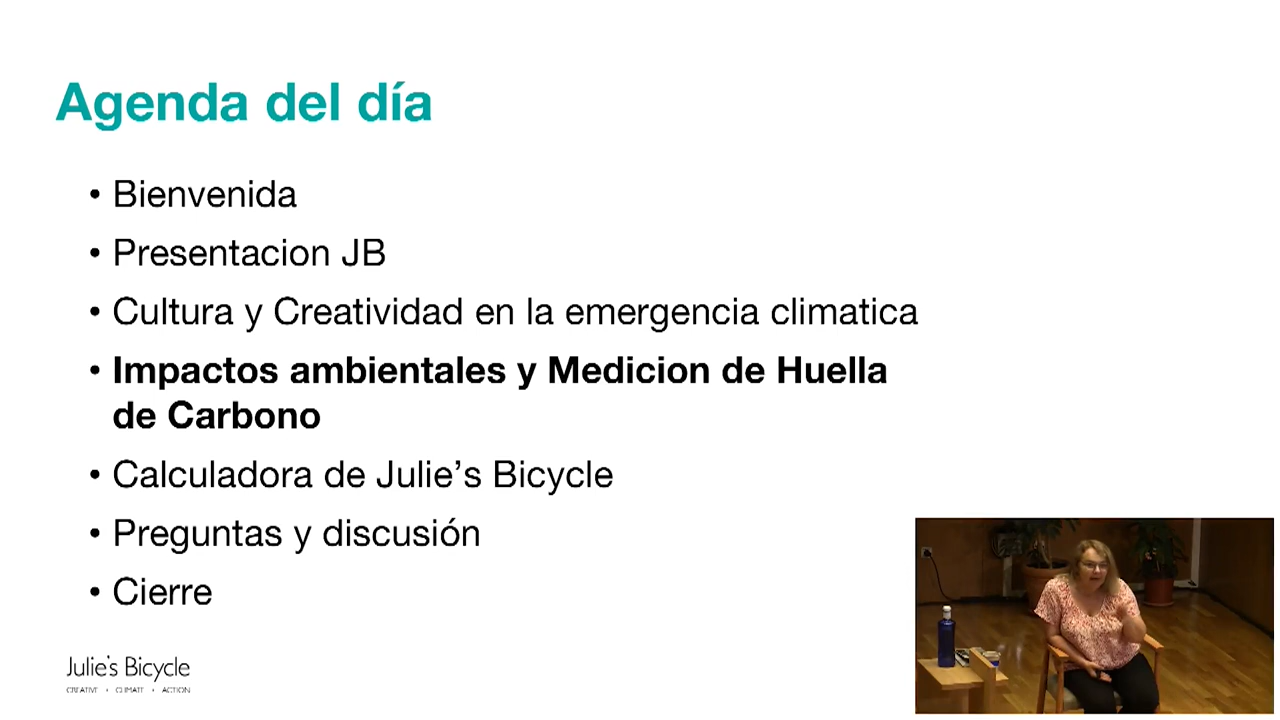 Agenda del día
• Bienvenida
• Presentacion JB
• Cultura y Creatividad en la emergencia climatica
• Impactos ambientales y Medicion de Huella
de Carbono
• Calculadora de Julie's Bicycle
• Preguntas y discusión
• Cierre
Julie's Bicycle
CREATIVE • CLIMATE • ACTION